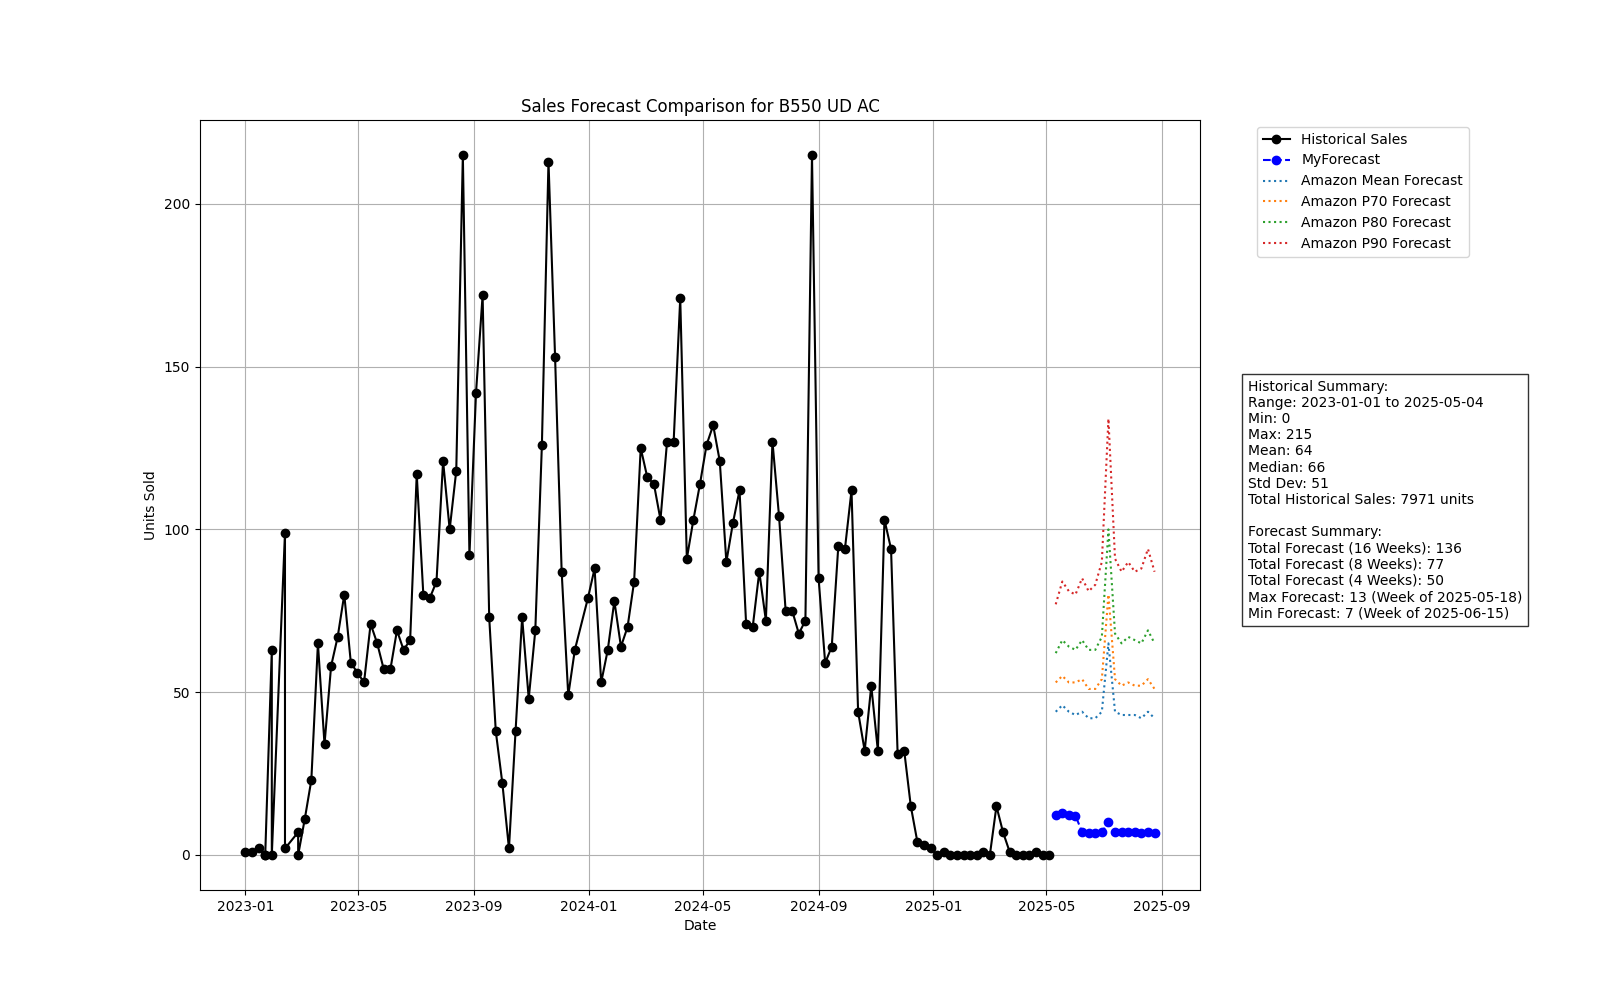 Sales Forecast Comparison for B550 UD AC
Historical Sales
MyForecast
Amazon Mean Forecast
Amazon P70 Forecast
Amazon P80 Forecast
Amazon P90 Forecast
Units Sold
200
150
100
50
0
2023-01
2023-05
2023-09
2024-01
2024-05
2024-09
2025-01
2025-05
2025-09
Date
Historical Summary:
Range: 2023-01-01 to 2025-05-04
Min: 0
Max: 215
Mean: 64
Median: 66
Std Dev: 51
Total Historical Sales: 7971 units
Forecast Summary:
Total Forecast (16 Weeks): 136
Total Forecast (8 Weeks): 77
Total Forecast (4 Weeks): 50
Max Forecast: 13 (Week of 2025-05-18)
Min Forecast: 7 (Week of 2025-06-15)